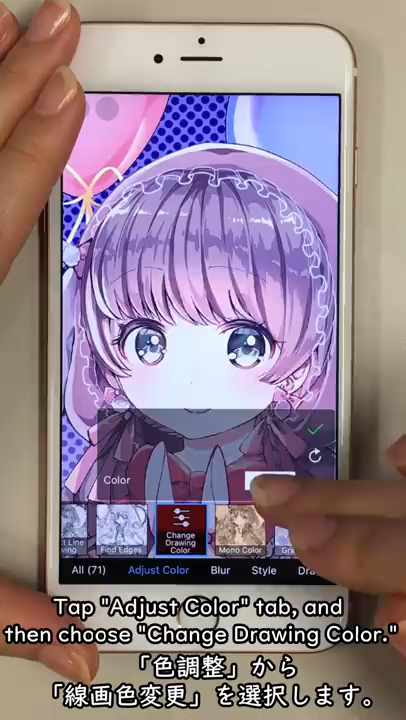 Color
Find Edges
Change
Drawing
Color
Mono Color
All (71)
Adjust Color
Blur
Style
Tap "Adjust Color" tab, and
then choose "Change Drawing Color."
「色調整」から
「線画色変更」を選択します。